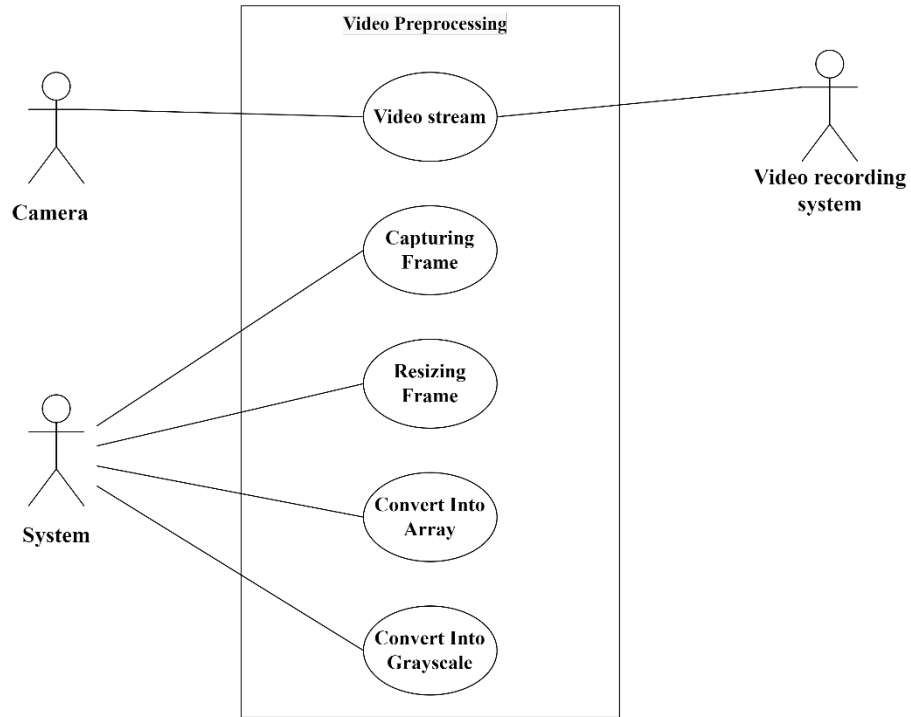 Video Preprocessing
Video stream
Camera
Video recording
system
Capturing
Frame
Resizing
Frame
System
Convert Into
Array
Convert Into
Grayscale